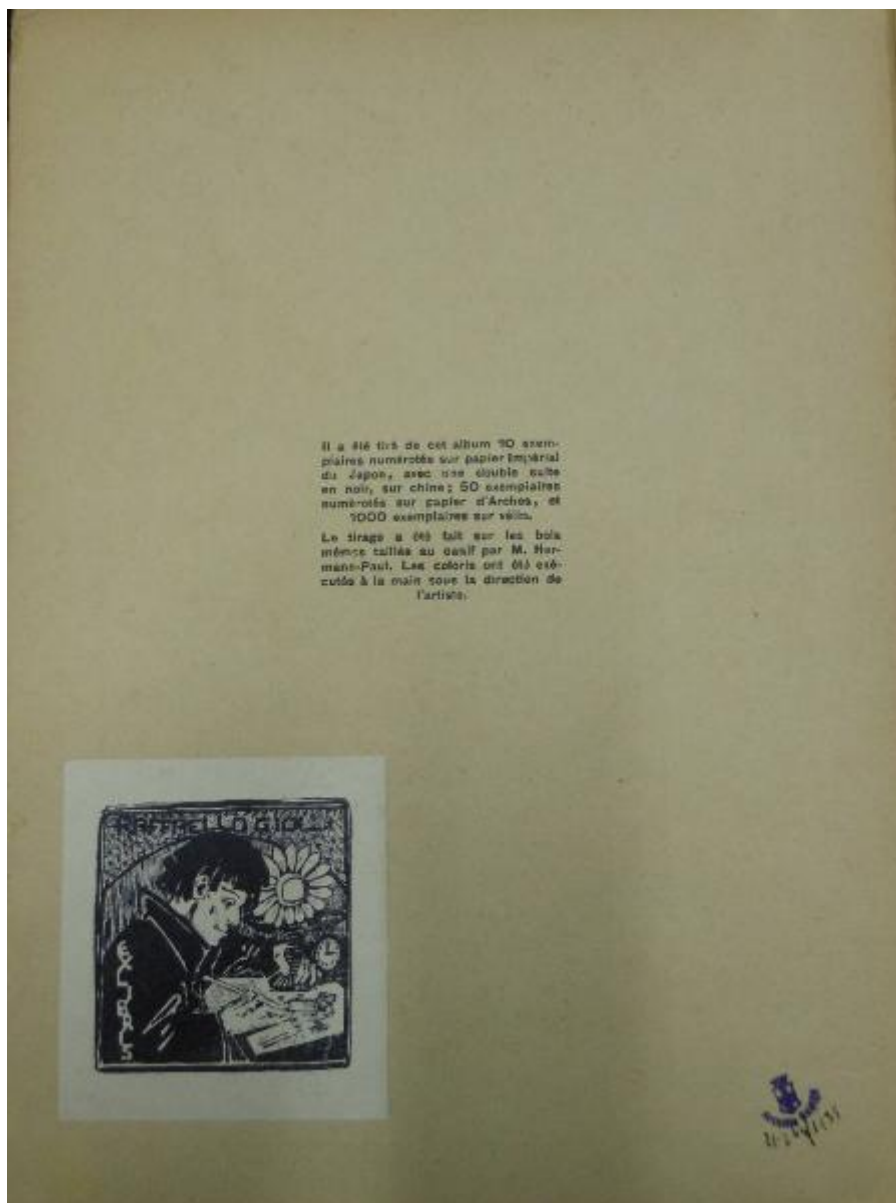 Il a été tiré de cet album 10 exem-
plaires numérotés sur papier Impérial
du Japon, avec une double suite
en noir, sur chine; 50 exemplaires
numérotés sur papier d'Arches, et
1000 exemplaires sur vélin.
Le tirage a été fait sur les bois
mêmes taillés au canif par M. Her-
mann-Paul. Les coloris ont été exé-
cutés à la main sous la direction de
l'artiste.
EXLIBRIS